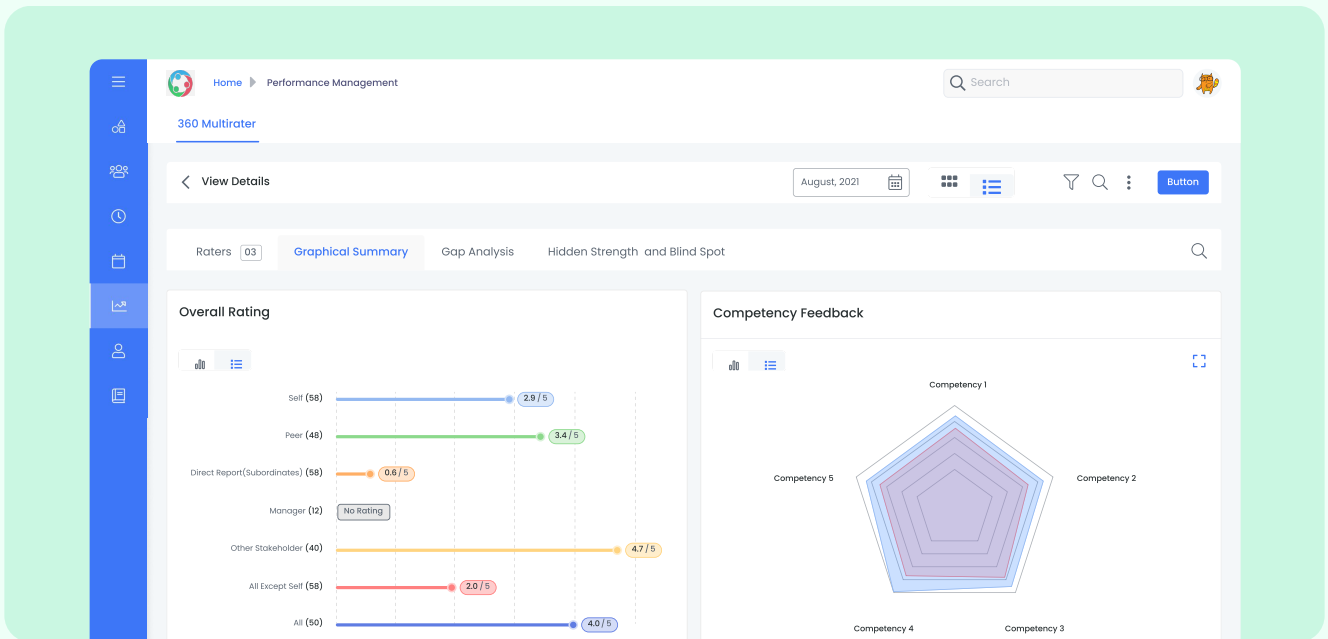 Home Performance Management
Search
360 Multirater
View Details
August, 2021
Button
Raters 03
Graphical Summary
Gap Analysis
Hidden Strength and Blind Spot
Overall Rating
Self (58)
2.9 / 5
Peer (48)
3.4 / 5
Direct Report(Subordinates) (58)
0.6 / 5
Manager (12)
No Rating
Other Stakeholder (40)
4.7 / 5
All Except Self (58)
2.0 / 5
All (50)
4.0 / 5
Competency Feedback
Competency 1
Competency 5
Competency 2
Competency 4
Competency 3